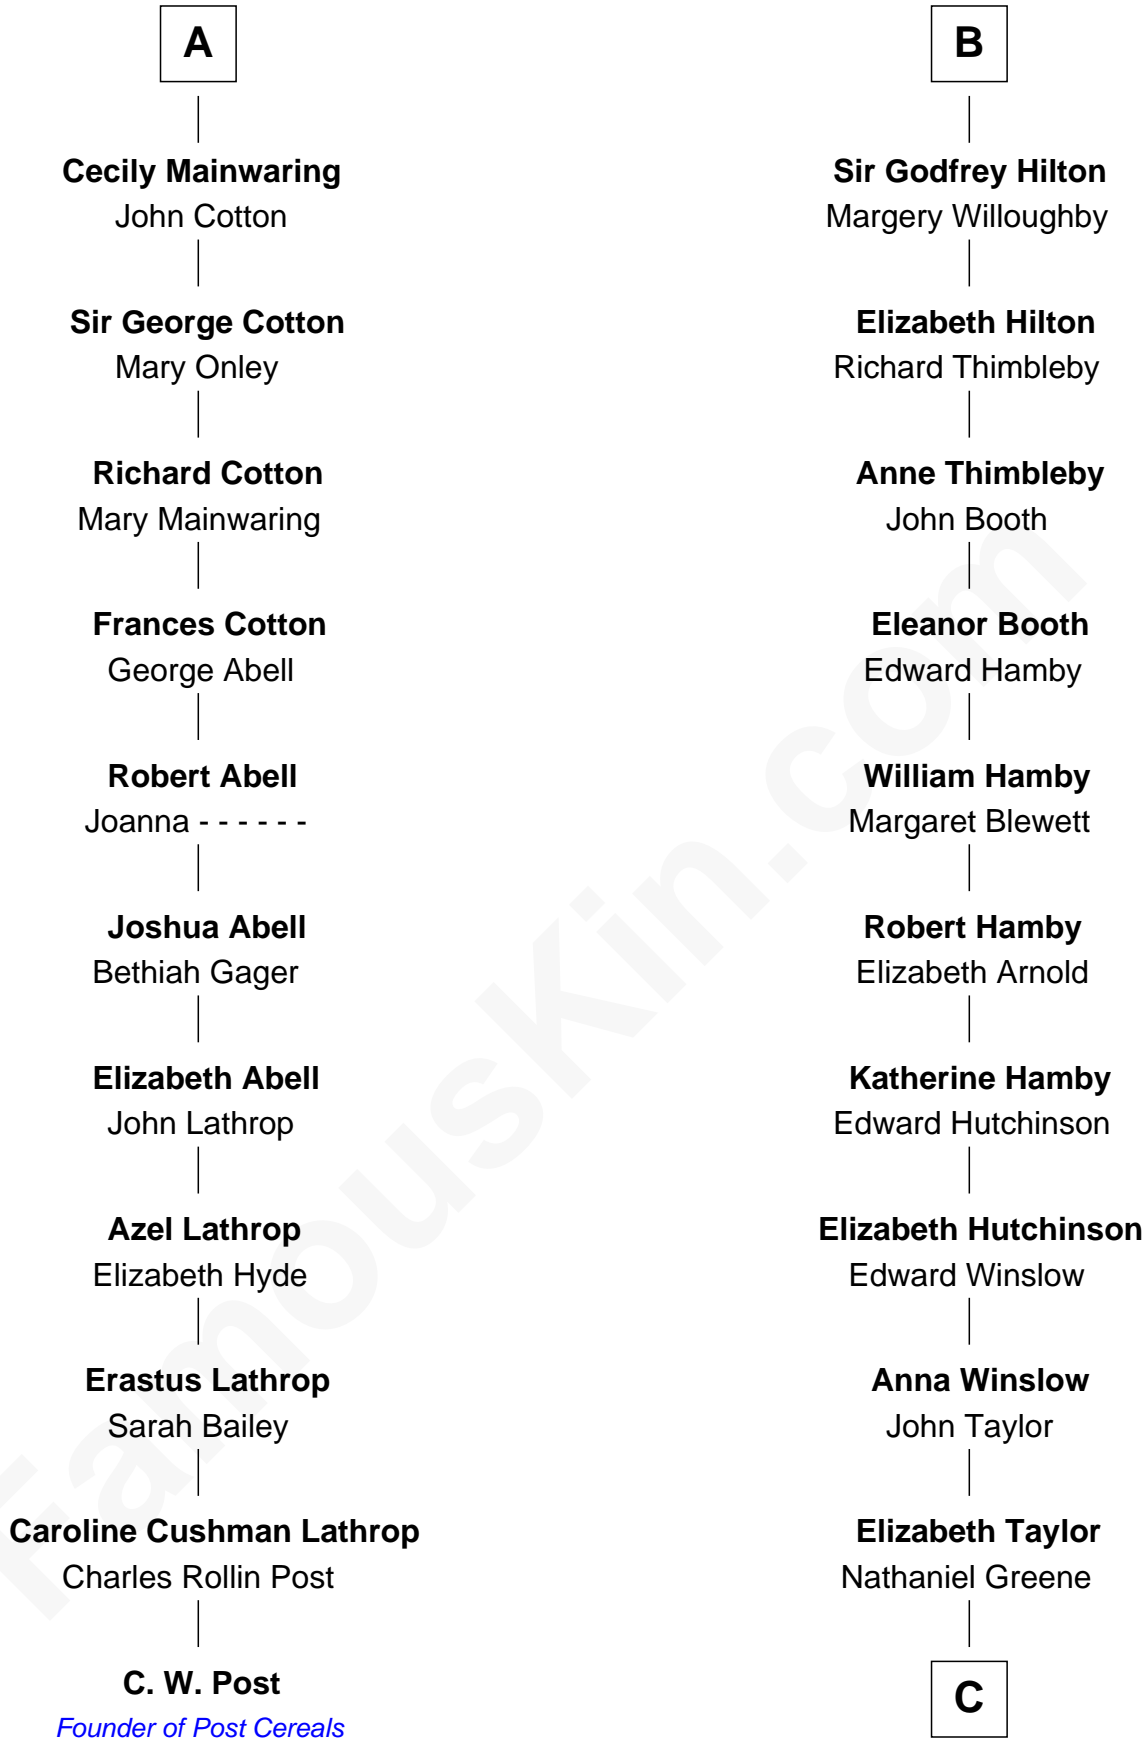 A
Cecily Mainwaring
John Cotton
Sir George Cotton
Mary Onley
Richard Cotton
Mary Mainwaring
Frances Cotton
George Abell
Robert Abell
Joanna - - - - - -
Joshua Abell
Bethiah Gager
Elizabeth Abell
John Lathrop
Azel Lathrop
Elizabeth Hyde
Erastus Lathrop
Sarah Bailey
Caroline Cushman Lathrop
Charles Rollin Post
C. W. Post
Founder of Post Cereals
B
Sir Godfrey Hilton
Margery Willoughby
Elizabeth Hilton
Richard Thimbleby
Anne Thimbleby
John Booth
Eleanor Booth
Edward Hamby
William Hamby
Margaret Blewett
Robert Hamby
Elizabeth Arnold
Katherine Hamby
Edward Hutchinson
Elizabeth Hutchinson
Edward Winslow
Anna Winslow
John Taylor
Elizabeth Taylor
Nathaniel Greene
C
FamousKin.com